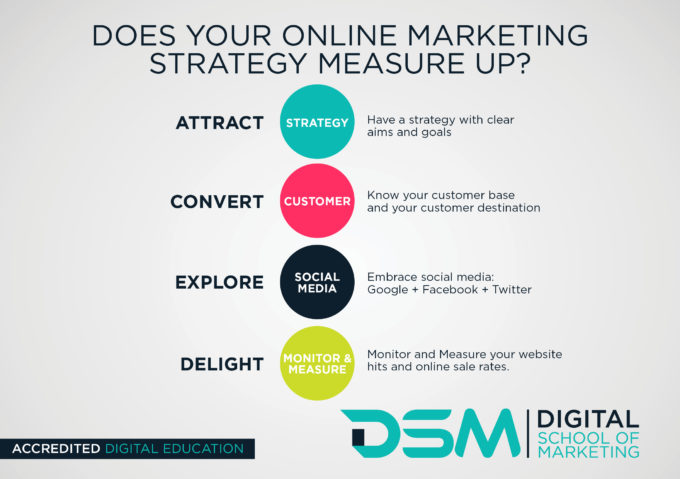 DOES YOUR ONLINE MARKETING
STRATEGY MEASURE UP?
ATTRACT
STRATEGY
Have a strategy with clear
aims and goals
CONVERT
CUSTOMER
Know your customer base
and your customer destination
EXPLORE
SOCIAL
MEDIA
Embrace social media:
Google + Facebook + Twitter
DELIGHT
MONITOR &
MEASURE
Monitor and Measure your website
hits and online sale rates.
ACCREDITED DIGITAL EDUCATION
DSM
DIGITAL
SCHOOL OF
MARKETING